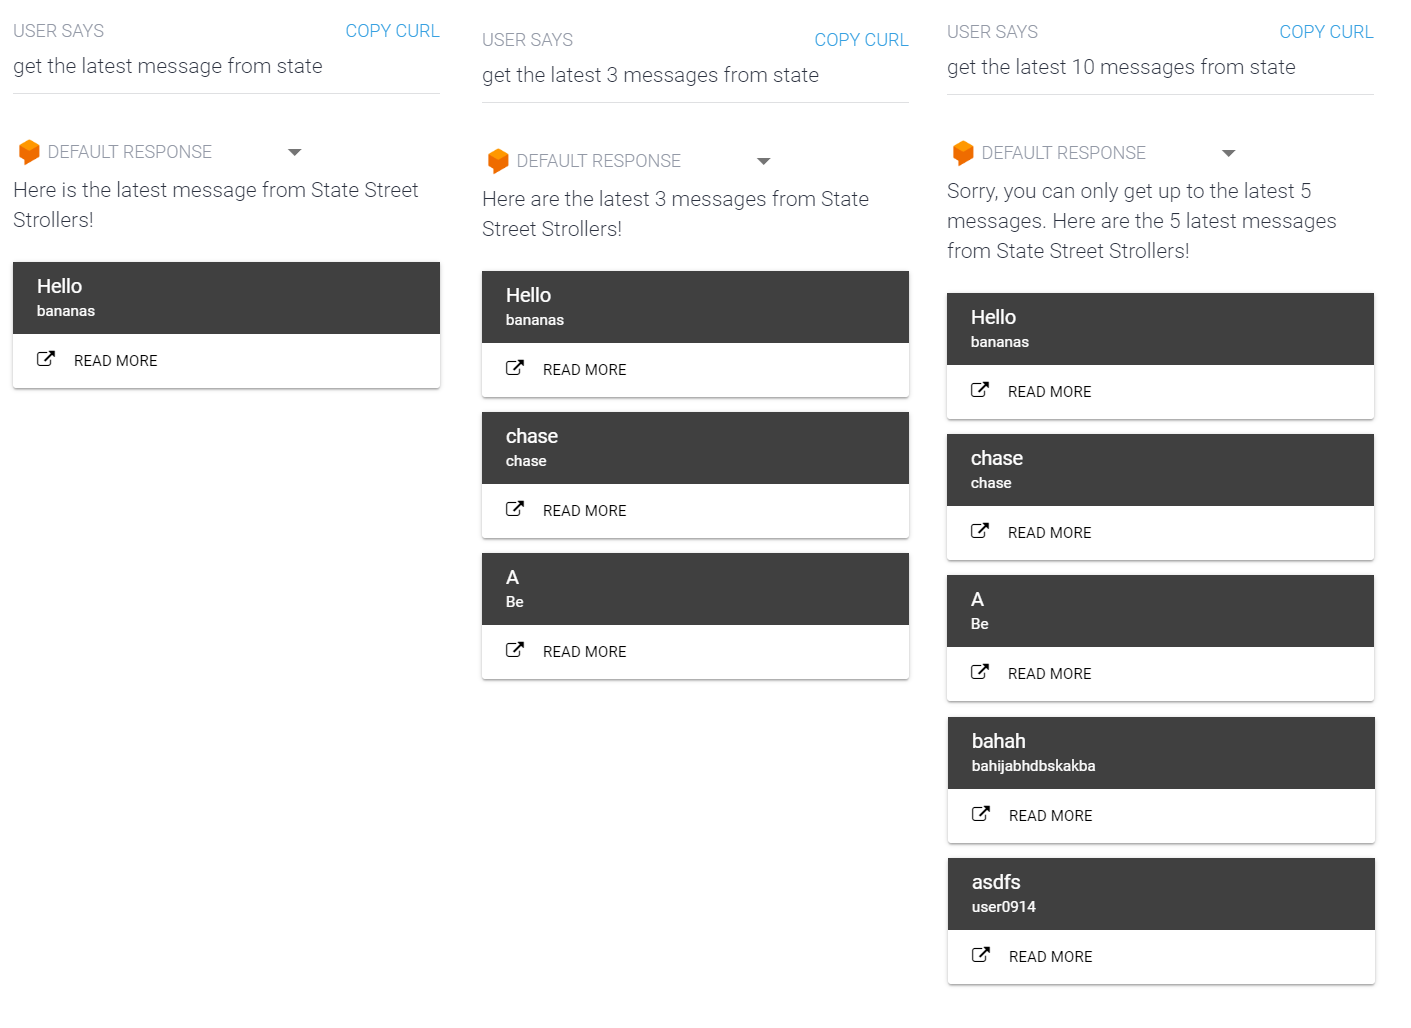 USER SAYS
COPY CURL
get the latest message from state
DEFAULT RESPONSE
Here is the latest message from State Street
Strollers!
Hello
bananas
READ MORE
USER SAYS
COPY CURL
get the latest 3 messages from state
DEFAULT RESPONSE
Here are the latest 3 messages from State
Street Strollers!
Hello
bananas
READ MORE
chase
chase
READ MORE
A
Be
READ MORE
USER SAYS
COPY CURL
get the latest 10 messages from state
DEFAULT RESPONSE
Sorry, you can only get up to the latest 5
messages. Here are the 5 latest messages
from State Street Strollers!
Hello
bananas
READ MORE
chase
chase
READ MORE
A
Be
READ MORE
bahah
bahijabhdbskakba
READ MORE
asdfs
user0914
READ MORE